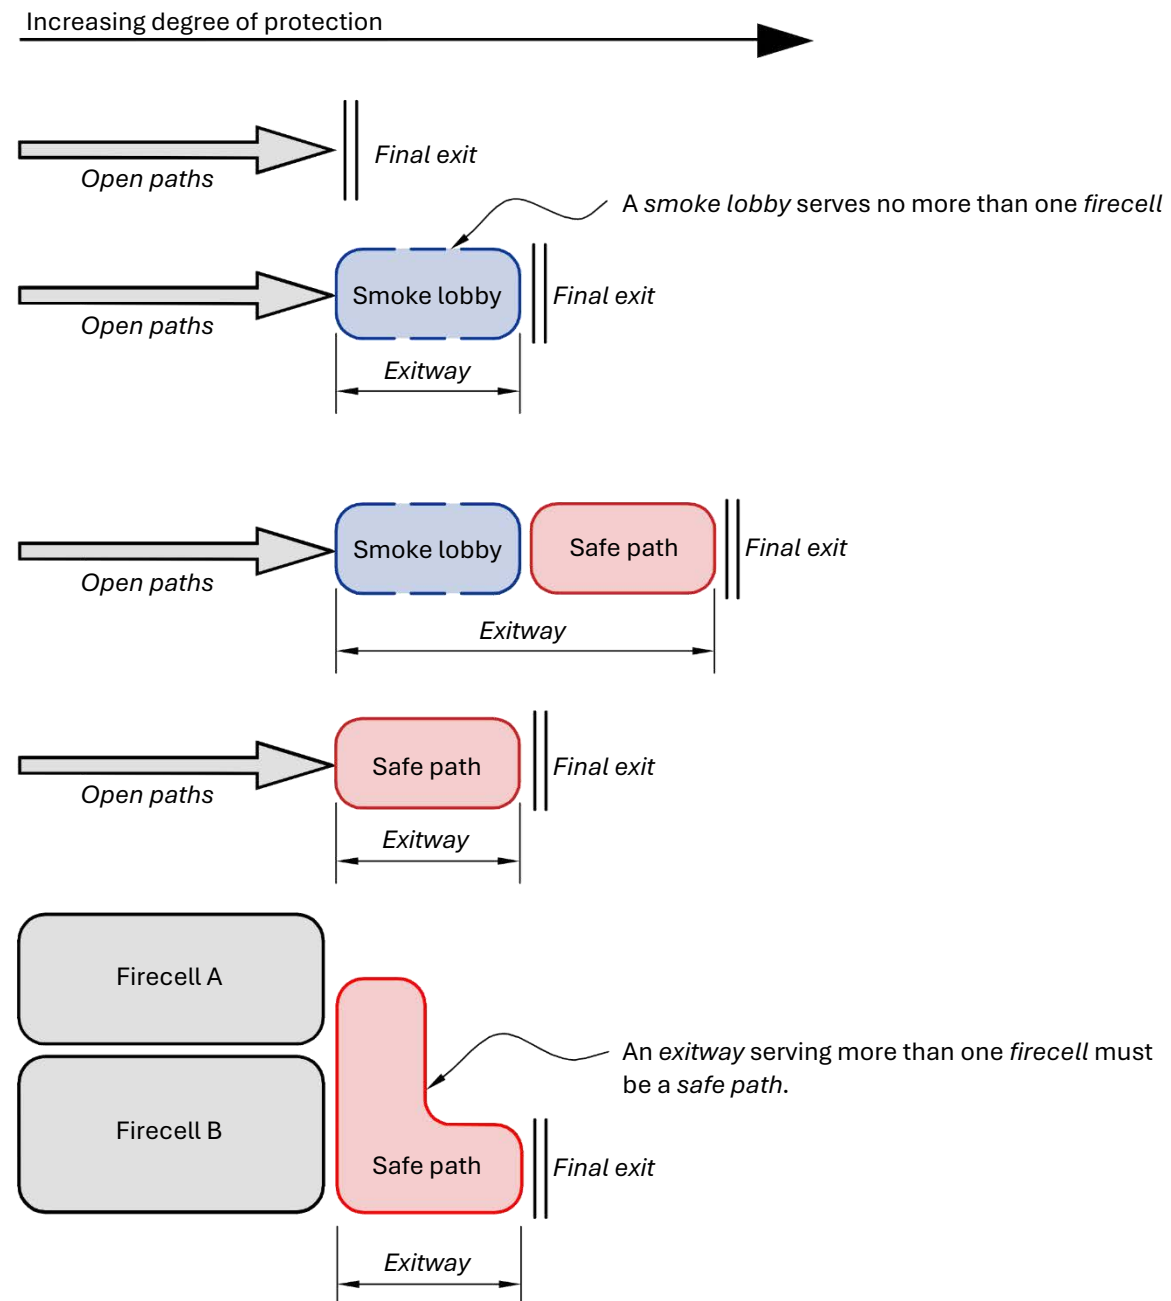 Increasing degree of protection
Open paths
Final exit
A smoke lobby serves no more than one firecell
Smoke lobby
Final exit
Open paths
Exitway
Smoke lobby
Safe path
Final exit
Open paths
Exitway
Safe path
Final exit
Open paths
Exitway
Firecell A
An exitway serving more than one firecell must
be a safe path.
Firecell B
Safe path
Final exit
Exitway